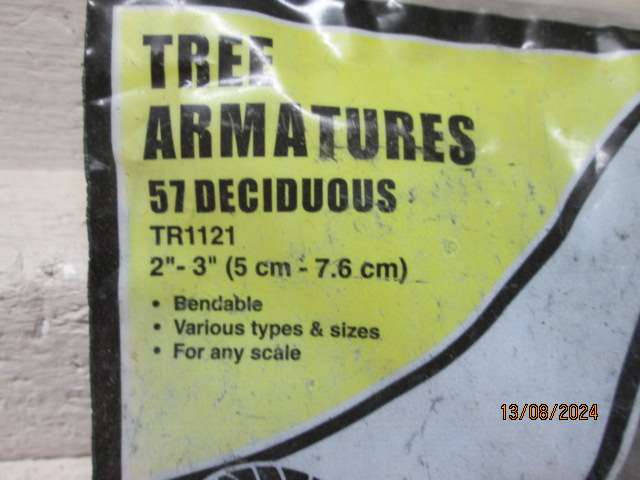 TREE
ARMATURES
57 DECIDUOUS
TR1121
2"- 3" (5 cm - 7.6 cm)
• Bendable
• Various types & sizes
• For any scale
13/08/2024